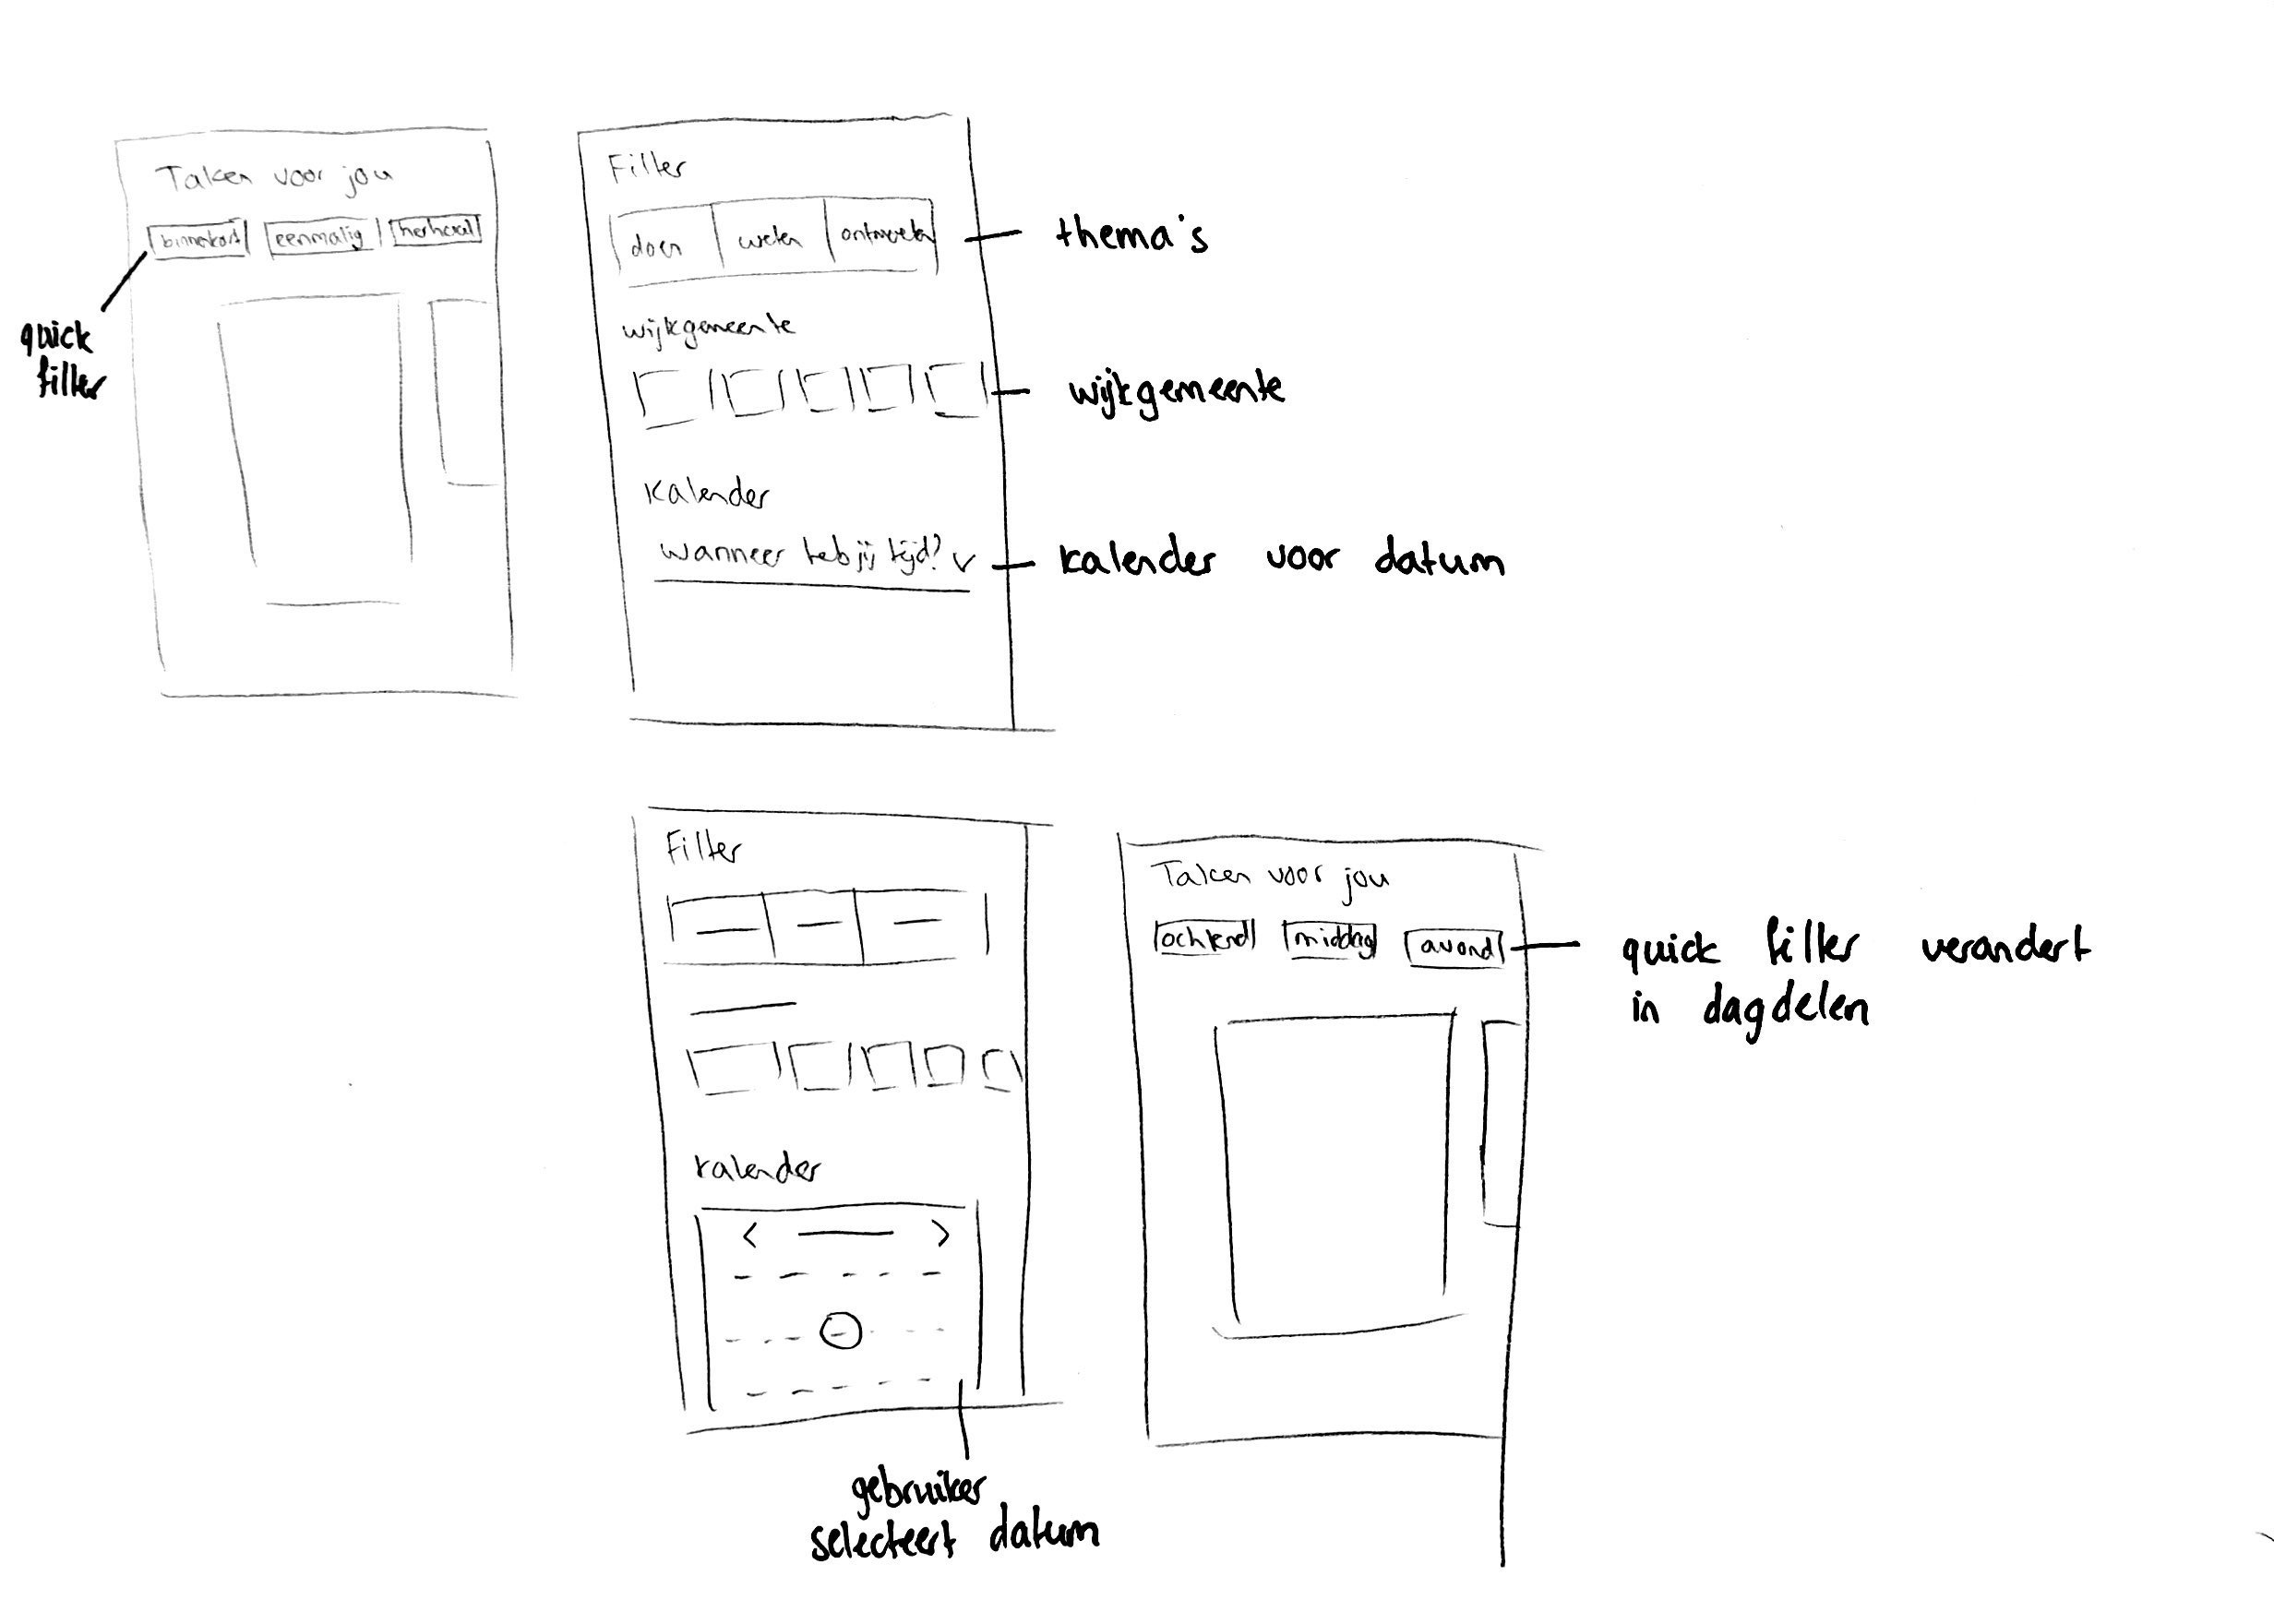 Taken voor jou
binnenkort eenmalig herhaal
quick
filter
Filter
doen weten ontmoeten
thema's
wijkgemeente
wijkgemeente
Kalender
wanneer heb jij tijd?
kalender voor datum
Filter
kalender
gebruiker
selecteert datum
Taken voor jou
ochtend middag avond
quick filter verandert
in dagdelen